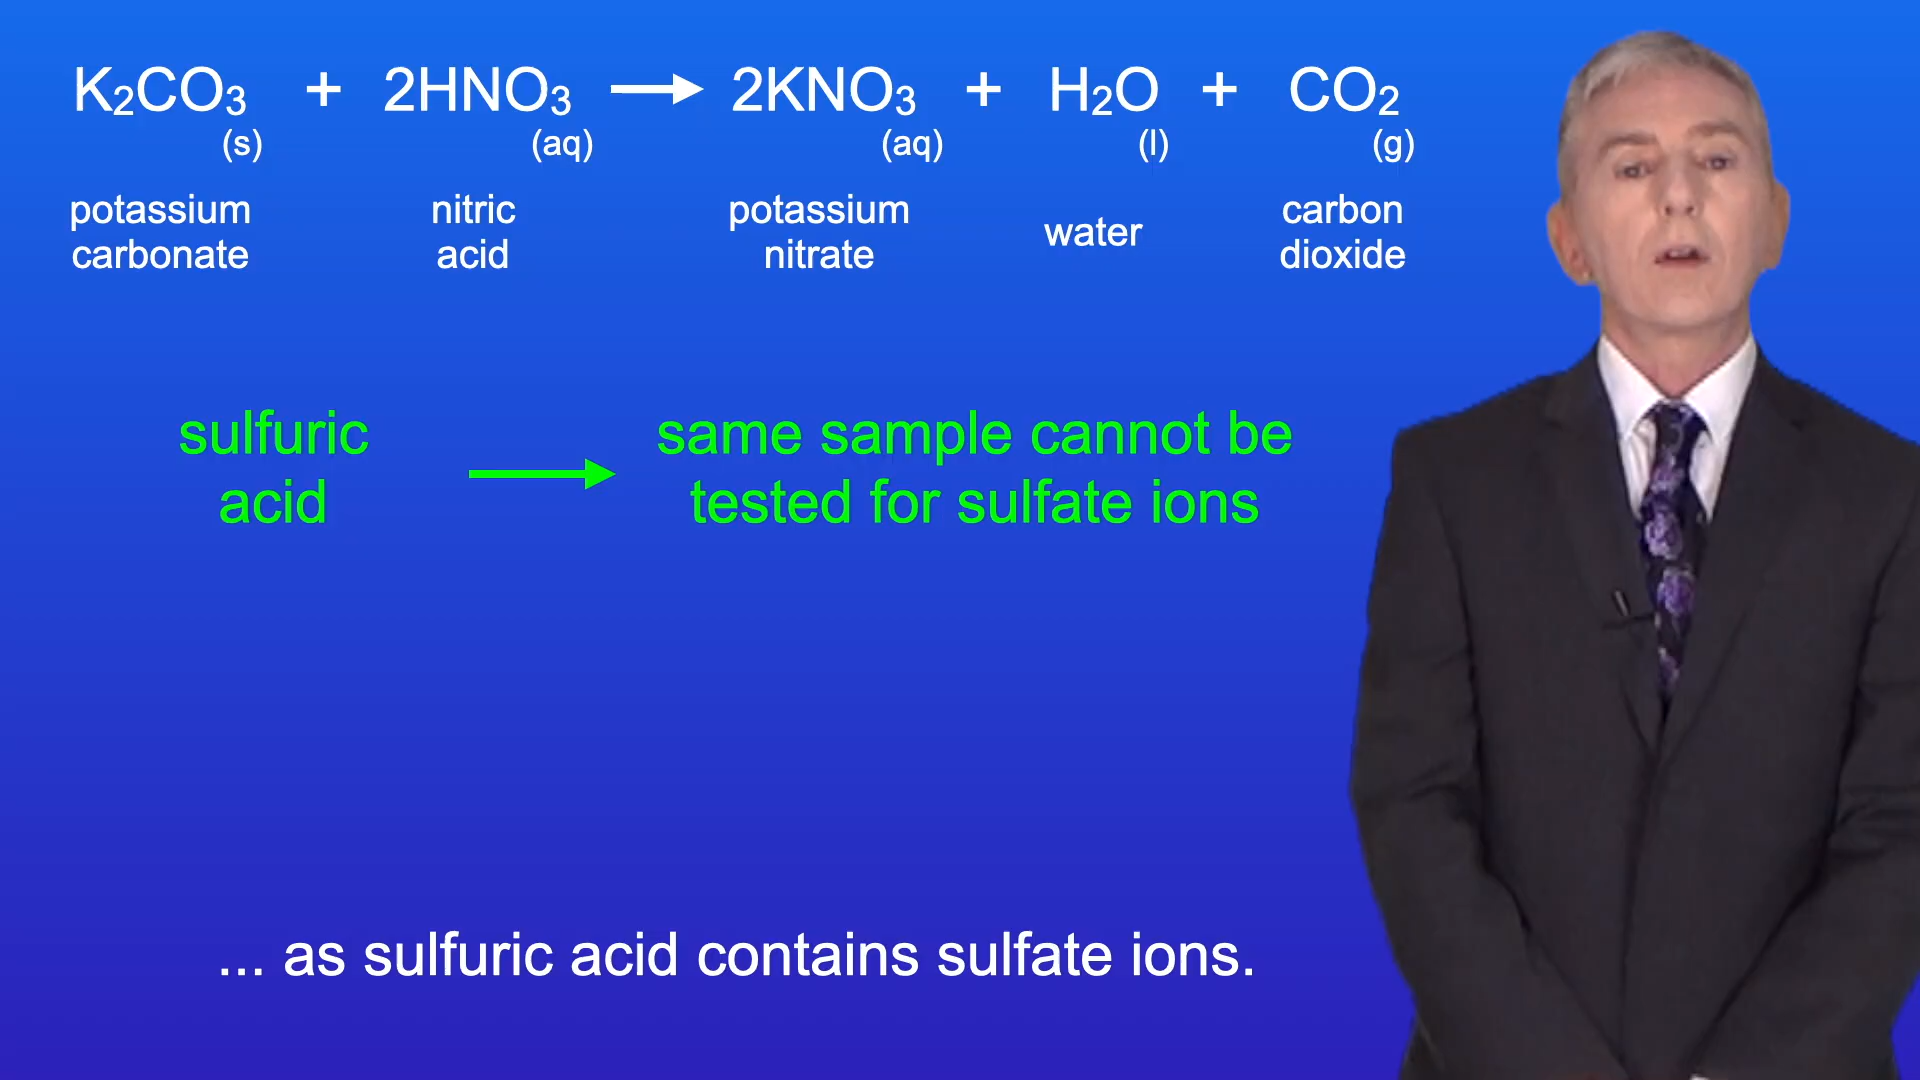 K₂CO₃ + 2HNO₃ → 2KNO₃ + H₂O + CO₂
(s) (aq) (aq) (l) (g)
potassium carbonate
nitric acid
potassium nitrate
water
carbon dioxide
sulfuric acid → same sample cannot be
tested for sulfate ions
... as sulfuric acid contains sulfate ions.